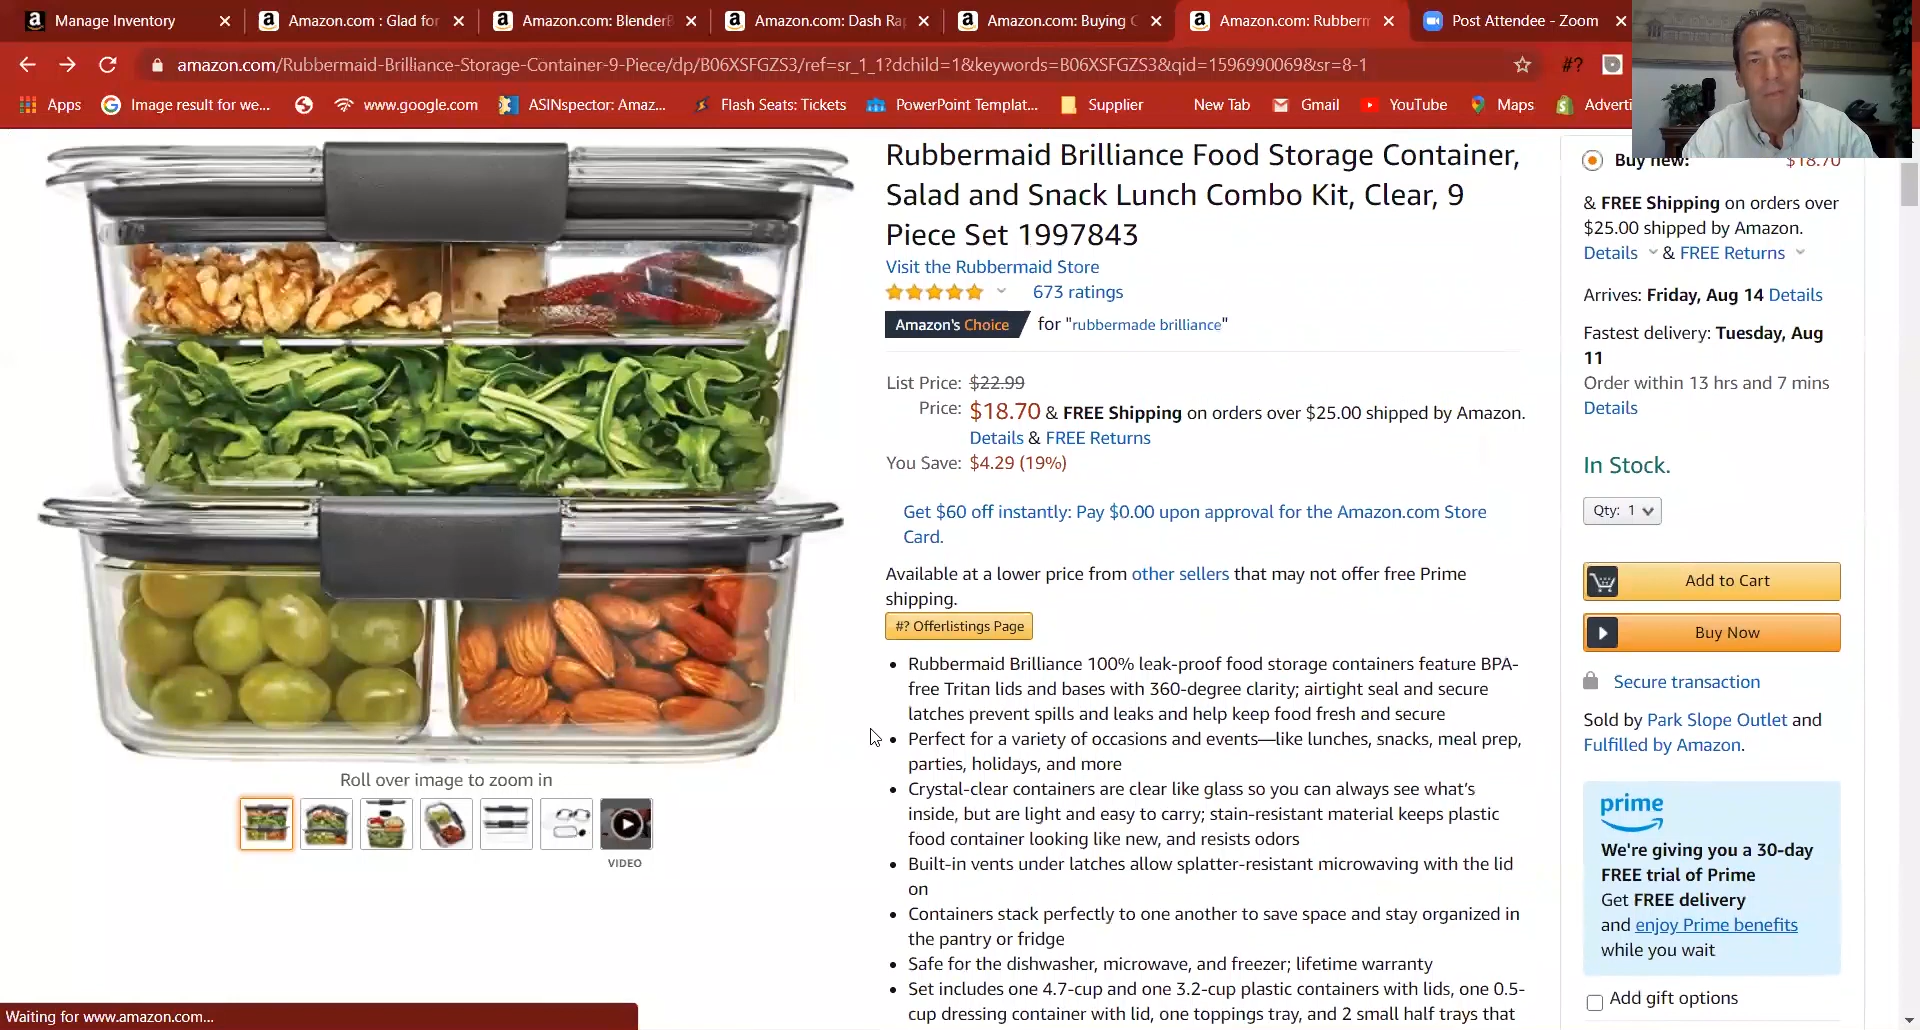 Manage Inventory
Amazon.com : Glad for
Amazon.com: BlenderB
Amazon.com: Dash Rap
Amazon.com: Buying C
Amazon.com: Rubberm
Post Attendee - Zoom
amazon.com/Rubbermaid-Brilliance-Storage-Container-9-Piece/dp/B06XSFGZS3/ref=sr_1_1?dchild=1&keywords=B06XSFGZS3&qid=1596990069&sr=8-1
#?
Apps
Image result for we...
www.google.com
ASINspector: Amaz...
Flash Seats: Tickets
PowerPoint Templat...
Supplier
New Tab
Gmail
YouTube
Maps
Adverti
Rubbermaid Brilliance Food Storage Container,
Salad and Snack Lunch Combo Kit, Clear, 9
Piece Set 1997843
Visit the Rubbermaid Store
673 ratings
Amazon's Choice for "rubbermade brilliance"
List Price: $22.99
Price: $18.70 & FREE Shipping on orders over $25.00 shipped by Amazon.
Details & FREE Returns
You Save: $4.29 (19%)
Get $60 off instantly: Pay $0.00 upon approval for the Amazon.com Store
Card.
Available at a lower price from other sellers that may not offer free Prime
shipping.
#? Offerlistings Page
• Rubbermaid Brilliance 100% leak-proof food storage containers feature BPA-
free Tritan lids and bases with 360-degree clarity; airtight seal and secure
latches prevent spills and leaks and help keep food fresh and secure
• Perfect for a variety of occasions and events—like lunches, snacks, meal prep,
parties, holidays, and more
• Crystal-clear containers are clear like glass so you can always see what's
inside, but are light and easy to carry; stain-resistant material keeps plastic
food container looking like new, and resists odors
• Built-in vents under latches allow splatter-resistant microwaving with the lid
on
• Containers stack perfectly to one another to save space and stay organized in
the pantry or fridge
• Safe for the dishwasher, microwave, and freezer; lifetime warranty
• Set includes one 4.7-cup and one 3.2-cup plastic containers with lids, one 0.5-
cup dressing container with lid, one toppings tray, and 2 small half trays that
Roll over image to zoom in
VIDEO
Waiting for www.amazon.com...
Buy new: $18.70
& FREE Shipping on orders over
$25.00 shipped by Amazon.
Details & FREE Returns
Arrives: Friday, Aug 14 Details
Fastest delivery: Tuesday, Aug
11
Order within 13 hrs and 7 mins
Details
In Stock.
Qty: 1
Add to Cart
Buy Now
Secure transaction
Sold by Park Slope Outlet and
Fulfilled by Amazon.
prime
We're giving you a 30-day
FREE trial of Prime
Get FREE delivery
and enjoy Prime benefits
while you wait
Add gift options